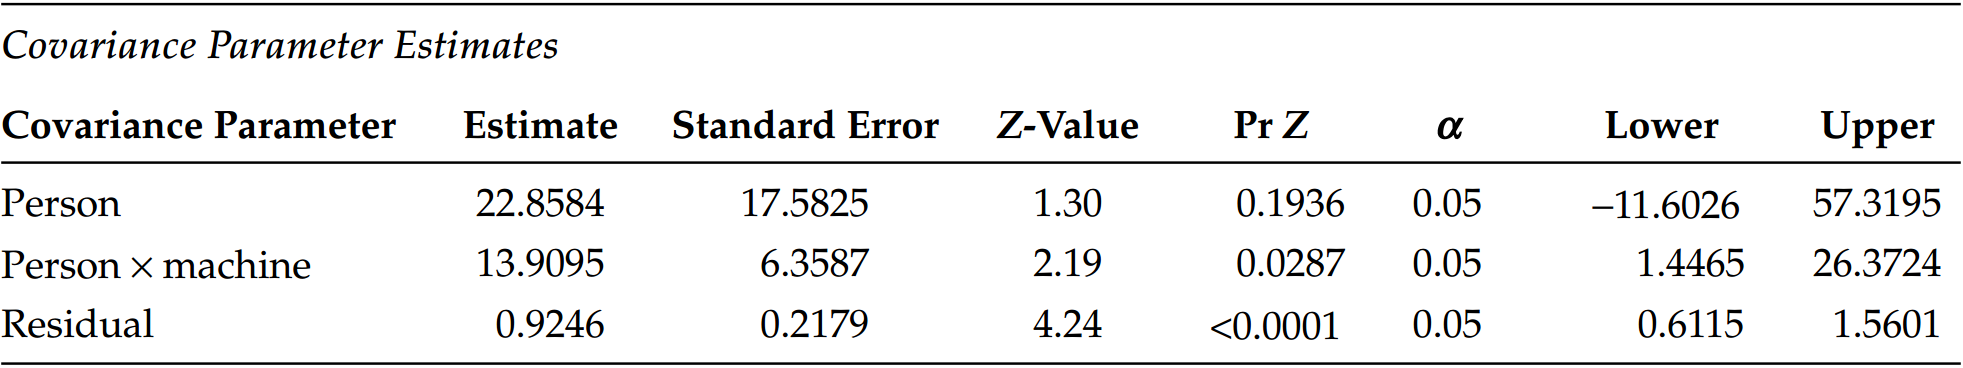 Covariance Parameter Estimates
Covariance Parameter Estimate Standard Error Z-Value Pr Z α Lower Upper
Person 22.8584 17.5825 1.30 0.1936 0.05 –11.6026 57.3195
Person × machine 13.9095 6.3587 2.19 0.0287 0.05 1.4465 26.3724
Residual 0.9246 0.2179 4.24 <0.0001 0.05 0.6115 1.5601